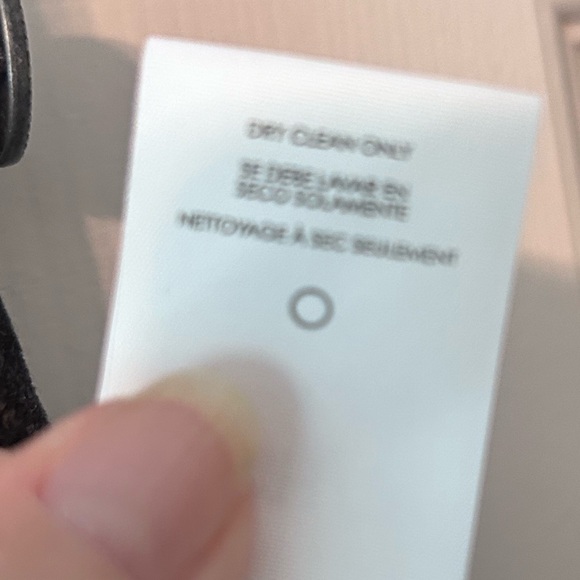 DRY CLEAN ONLY
SE DEBE LAVAR EN
SECO SOLAMENTE
NETTOYAGE À SEC SEULEMENT